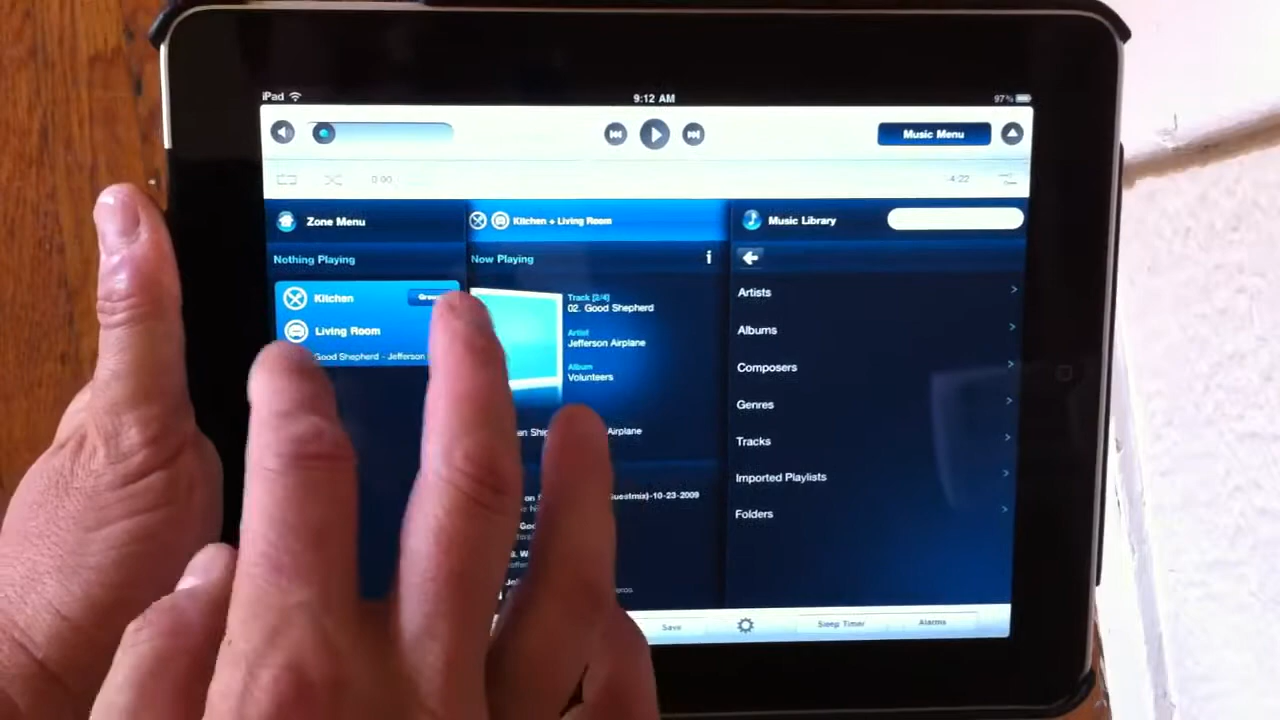 iPad
9:12 AM
97%
Music Menu
0:00
-4:22
Zone Menu
Kitchen + Living Room
Music Library
Nothing Playing
Now Playing
i
Kitchen
Living Room
Good Shepherd - Jefferson
Track [2/4]
02. Good Shepherd
Artist
Jefferson Airplane
Album
Volunteers
Airplane
Artists
Albums
Composers
Genres
Tracks
Imported Playlists
Folders
-10-23-2009
Save
Sleep Timer
Alarms